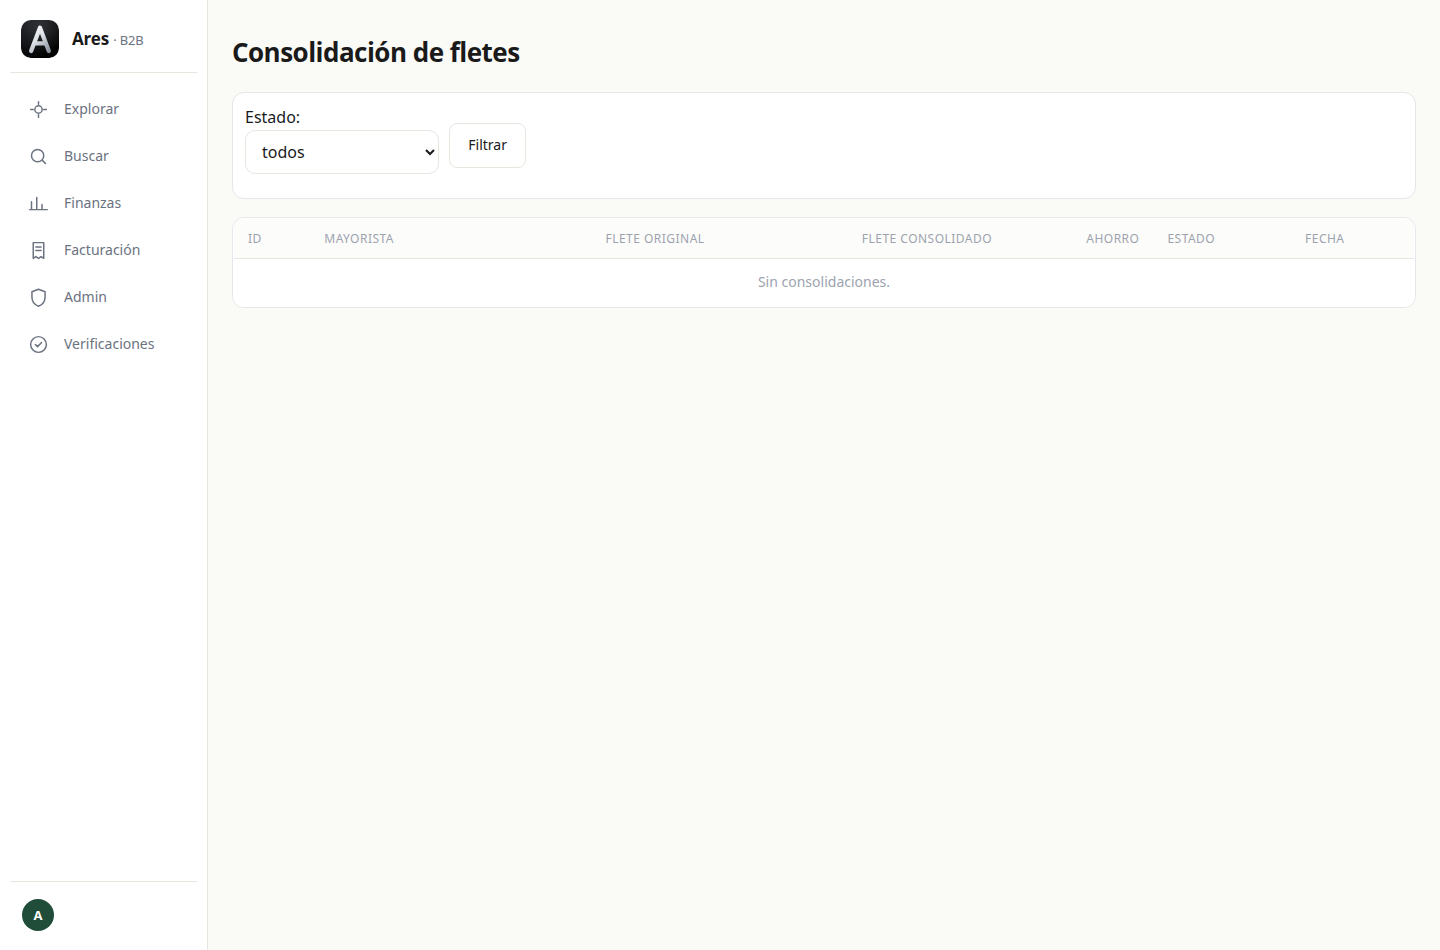 Ares · B2B
Explorar
Buscar
Finanzas
Facturación
Admin
Verificaciones
A
Consolidación de fletes
Estado:
todos
Filtrar
ID MAYORISTA FLETE ORIGINAL FLETE CONSOLIDADO AHORRO ESTADO FECHA
Sin consolidaciones.